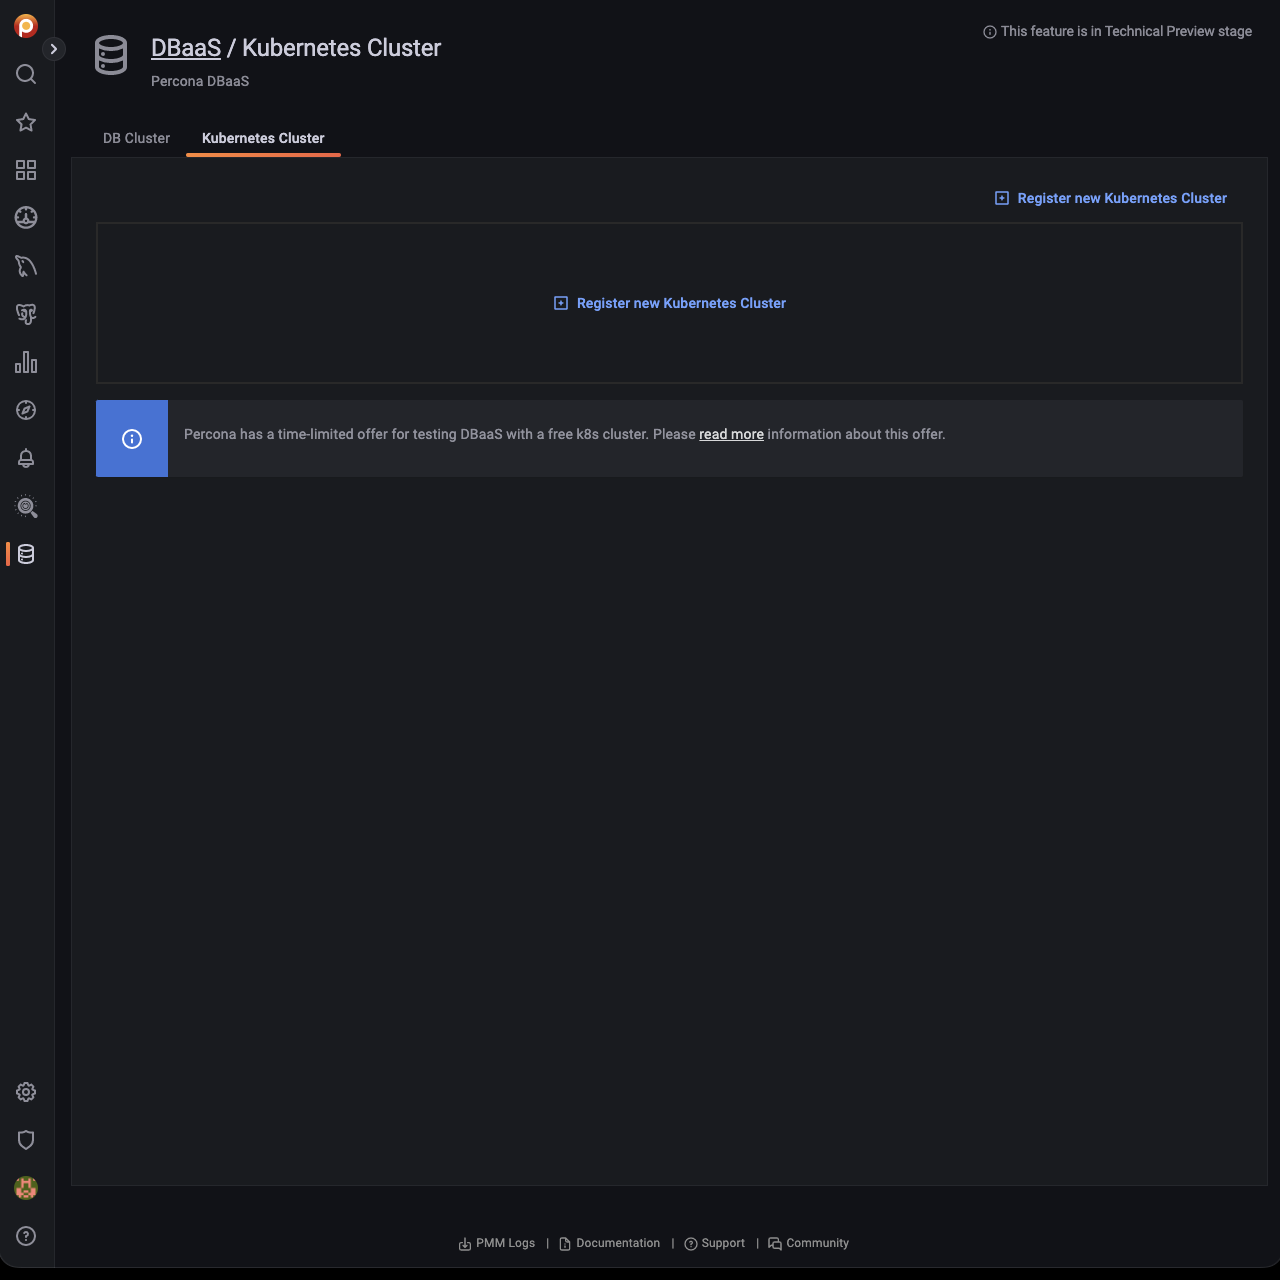 This feature is in Technical Preview stage
DBaaS / Kubernetes Cluster
Percona DBaaS
DB Cluster
Kubernetes Cluster
Register new Kubernetes Cluster
Register new Kubernetes Cluster
Percona has a time-limited offer for testing DBaaS with a free k8s cluster. Please read more information about this offer.
PMM Logs | Documentation | Support | Community